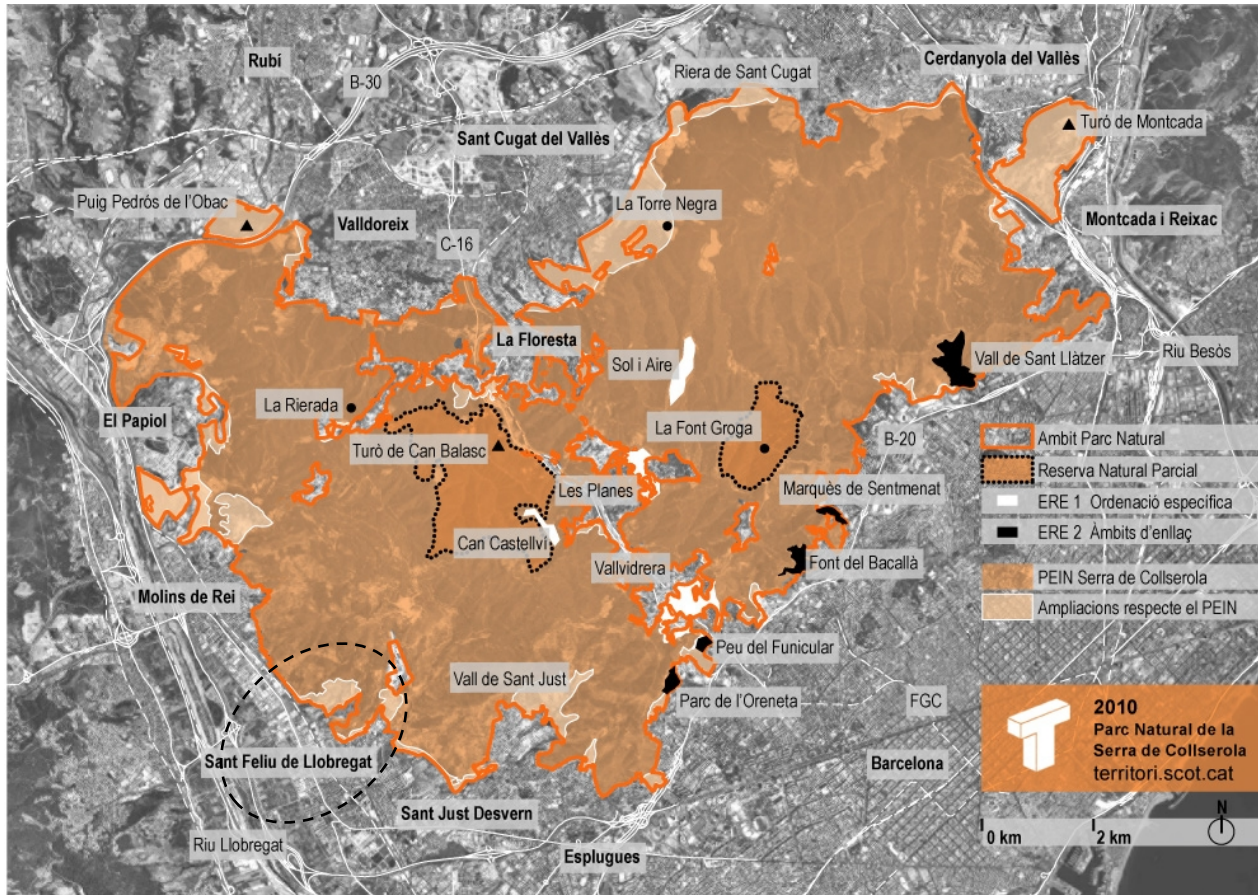 Rubí
B-30
Riera de Sant Cugat
Cerdanyola del Vallès
Turó de Montcada
Sant Cugat del Vallès
Puig Pedrós de l'Obac
La Torre Negra
Valldoreix
Montcada i Reixac
C-16
La Floresta
Sol i Aire
Vall de Sant Llàtzer
Riu Besòs
El Papiol
La Rierada
Turò de Can Balasc
La Font Groga
B-20
Les Planes
Marquès de Sentmenat
Can Castellví
Vallvidrera
Font del Bacallà
Molins de Rei
Peu del Funicular
Vall de Sant Just
Parc de l'Oreneta
FGC
Sant Feliu de Llobregat
Barcelona
Sant Just Desvern
Riu Llobregat
Esplugues
Àmbit Parc Natural
Reserva Natural Parcial
ERE 1 Ordenació específica
ERE 2 Àmbits d'enllaç
PEIN Serra de Collserola
Ampliacions respecte el PEIN
2010
Parc Natural de la
Serra de Collserola
territori.scot.cat
N
0 km 2 km